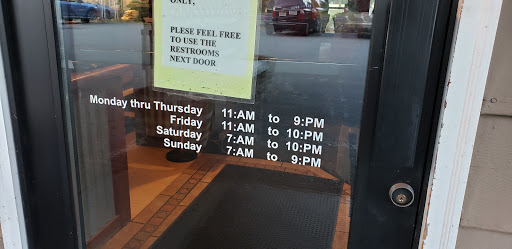 ONLY,
PLESE FEEL FREE
TO USE THE
RESTROOMS
NEXT DOOR
Monday thru Thursday 11:AM to 9:PM
Friday 11:AM to 10:PM
Saturday 7:AM to 10:PM
Sunday 7:AM to 9:PM